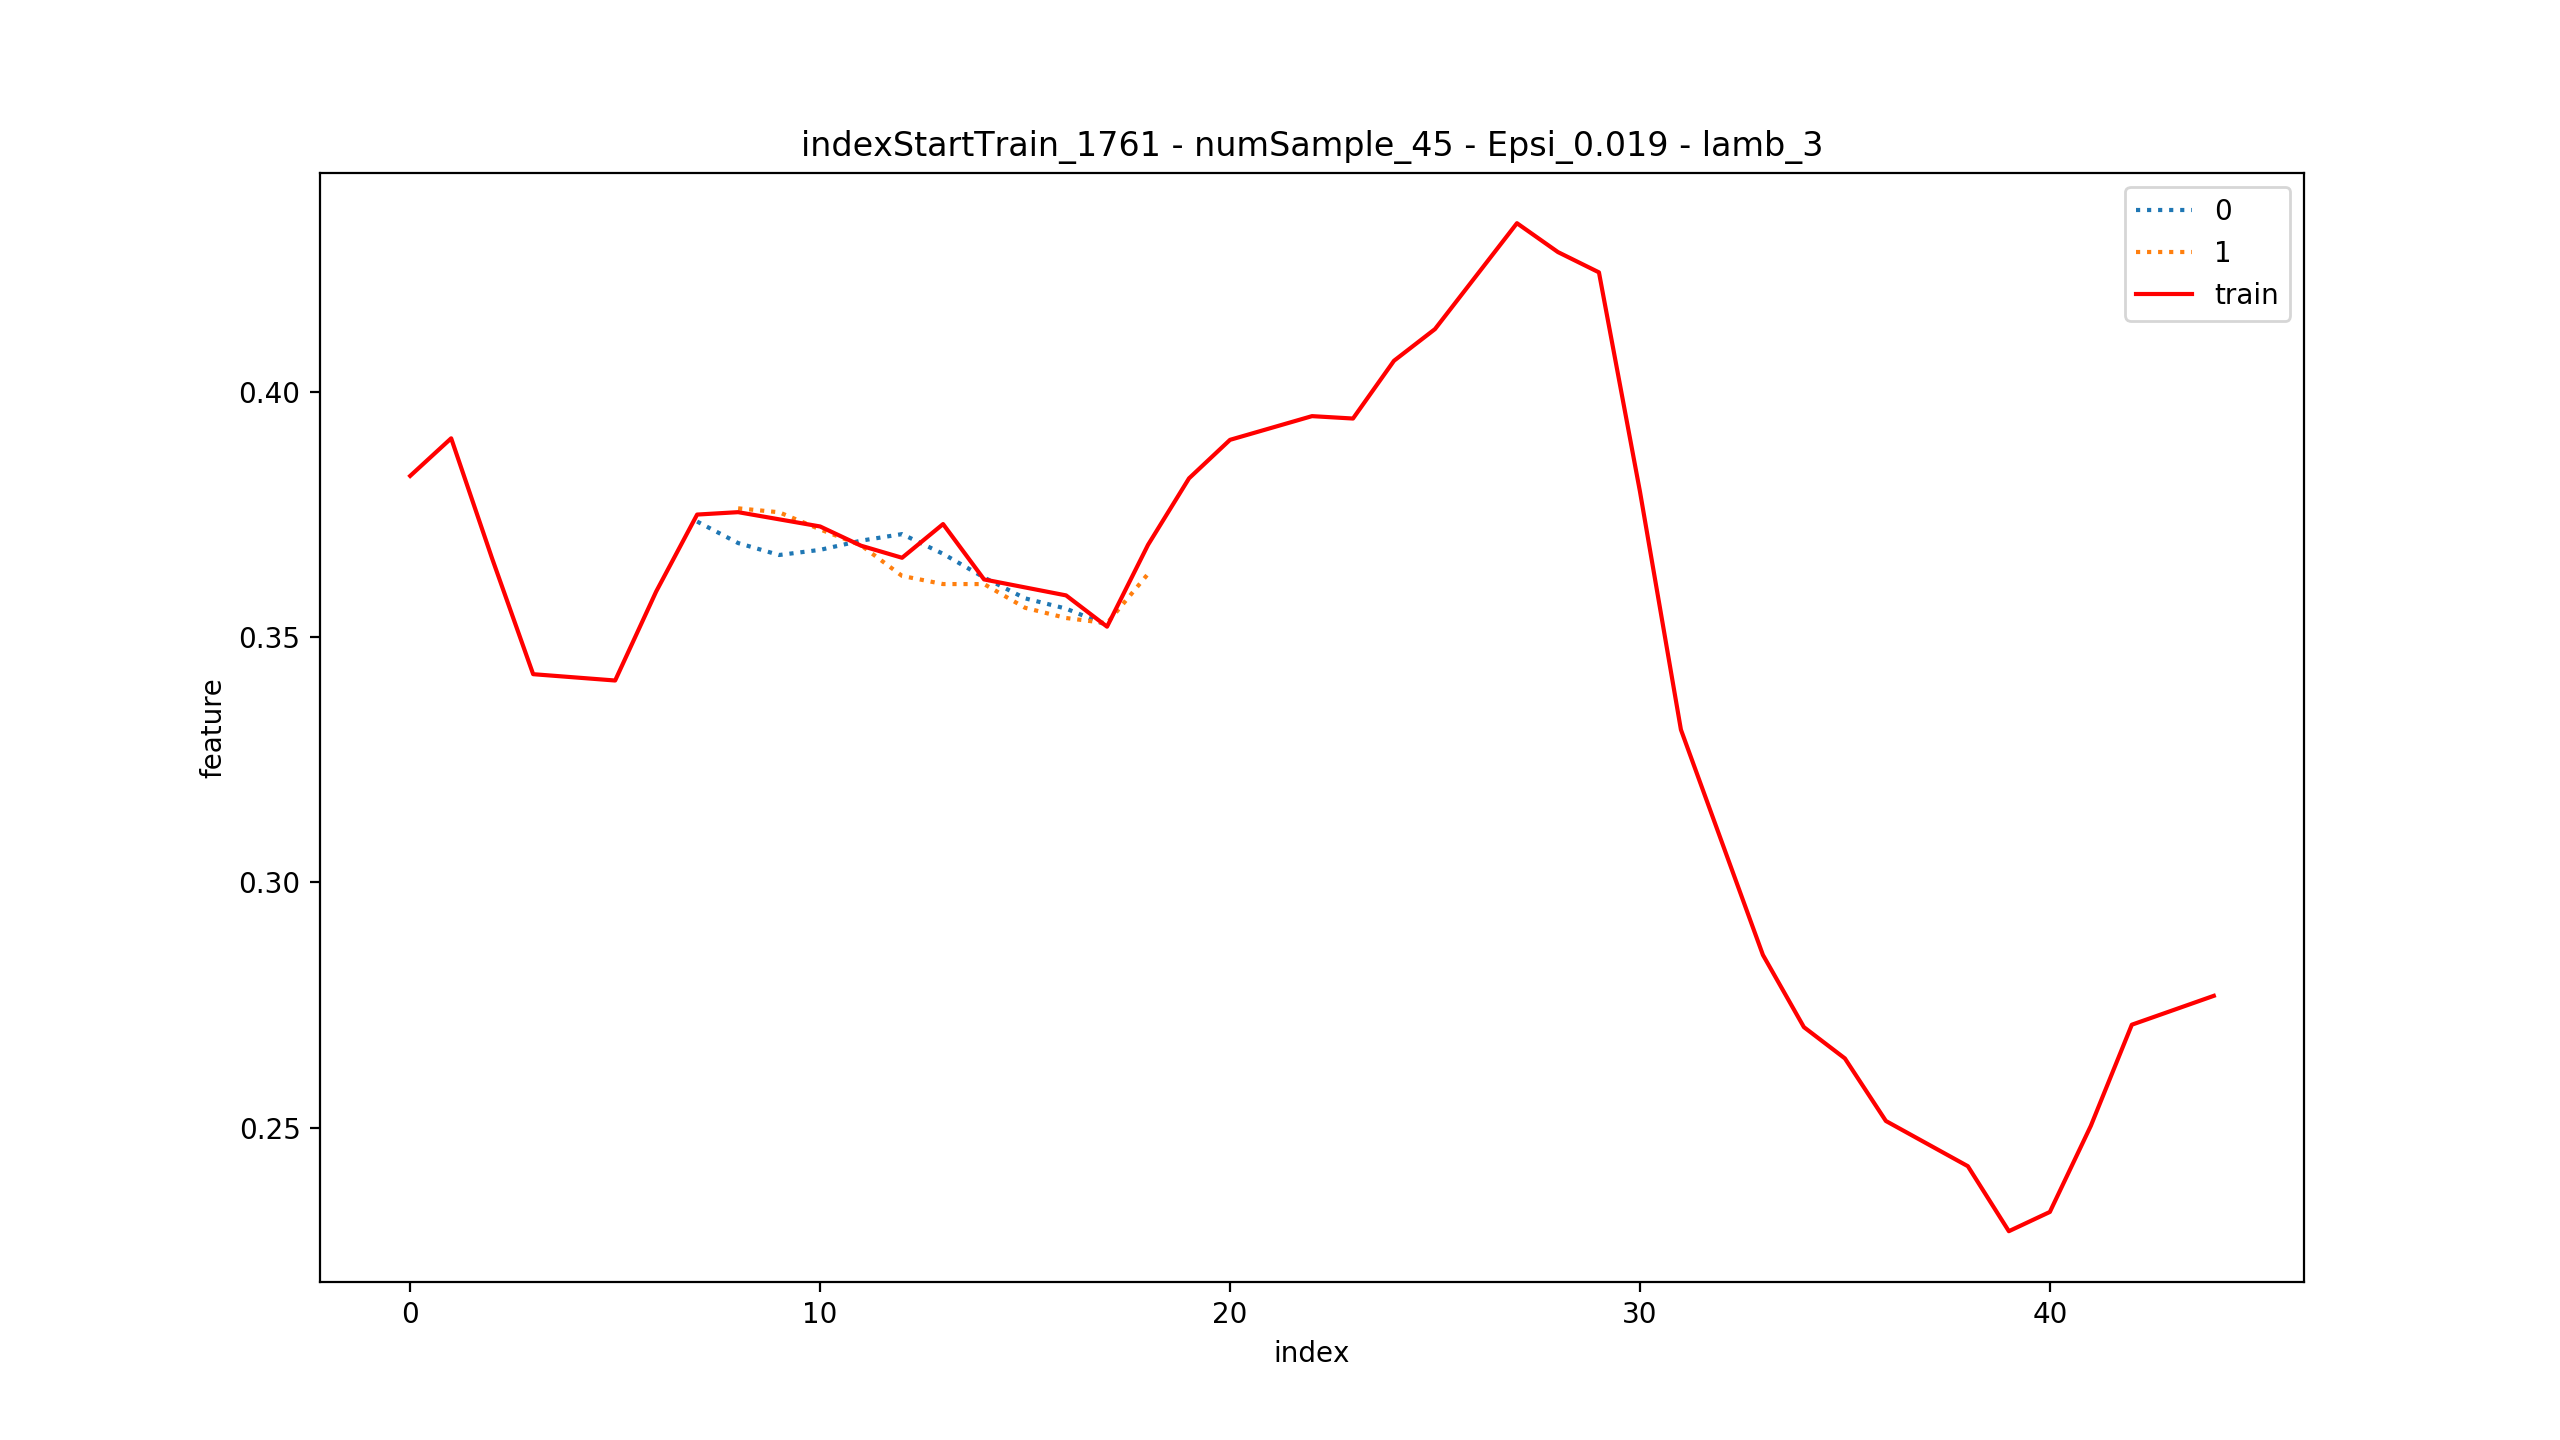 indexStartTrain_1761 - numSample_45 - Epsi_0.019 - lamb_3
0
1
train
0.40
0.35
0.30
0.25
feature
0 10 20 30 40
index